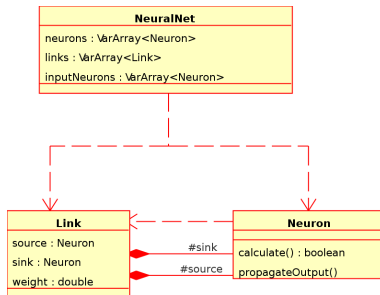 NeuralNet
neurons : VarArray<Neuron>
links : VarArray<Link>
inputNeurons : VarArray<Neuron>
Link
source : Neuron
sink : Neuron
weight : double
#sink
#source
Neuron
calculate() : boolean
propagateOutput()